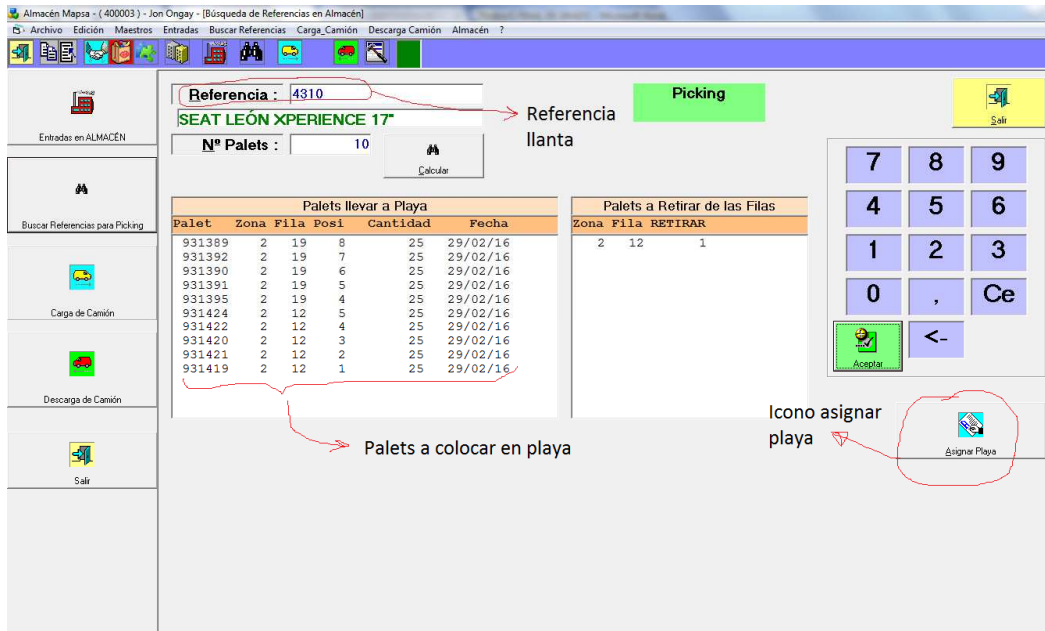 Almacén Mapsa - ( 400003 ) - Jon Ongay - [Búsqueda de Referencias en Almacén]
Archivo Edición Maestros Entradas Buscar Referencias Carga_Camión Descarga Camión Almacén ?
Entradas en ALMACÉN
Buscar Referencias para Picking
Carga de Camión
Descarga de Camión
Salir
Referencia : 4310
SEAT LEÓN XPERIENCE 17"
Nº Palets : 10
Calcular
Referencia
llanta
Picking
Salir
Palets llevar a Playa
Palet Zona Fila Posi Cantidad Fecha
931389 2 19 8 25 29/02/16
931392 2 19 7 25 29/02/16
931390 2 19 6 25 29/02/16
931391 2 19 5 25 29/02/16
931395 2 19 4 25 29/02/16
931424 2 12 5 25 29/02/16
931422 2 12 4 25 29/02/16
931420 2 12 3 25 29/02/16
931421 2 12 2 25 29/02/16
931419 2 12 1 25 29/02/16
Palets a Retirar de las Filas
Zona Fila RETIRAR
2 12 1
7 8 9
4 5 6
1 2 3
0 , Ce
Aceptar
<-
Palets a colocar en playa
Icono asignar
playa
Asignar Playa